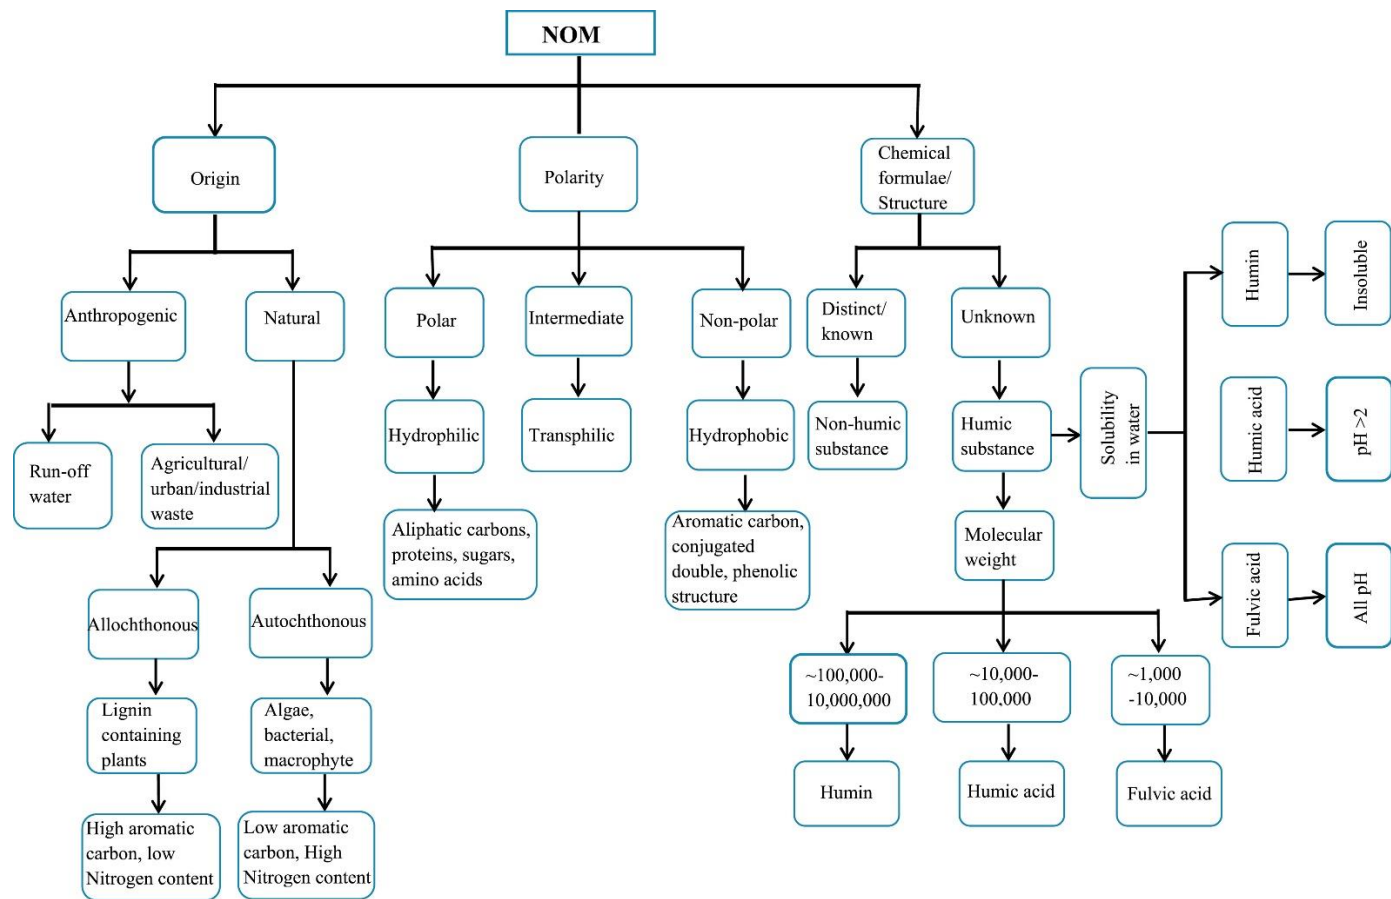 NOM
Origin
Polarity
Chemical
formulae/
Structure
Anthropogenic
Natural
Polar
Intermediate
Non-polar
Distinct/
known
Unknown
Humin
Insoluble
Run-off
water
Agricultural/
urban/industrial
waste
Hydrophilic
Transphilic
Hydrophobic
Non-humic
substance
Humic
substance
Solubility
in water
Humic acid
pH >2
Aliphatic carbons,
proteins, sugars,
amino acids
Aromatic carbon,
conjugated
double, phenolic
structure
Molecular
weight
Fulvic acid
All pH
Allochthonous
Autochthonous
~100,000-
10,000,000
~10,000-
100,000
~1,000
-10,000
Lignin
containing
plants
Algae,
bacterial,
macrophyte
Humin
Humic acid
Fulvic acid
High aromatic
carbon, low
Nitrogen content
Low aromatic
carbon, High
Nitrogen content